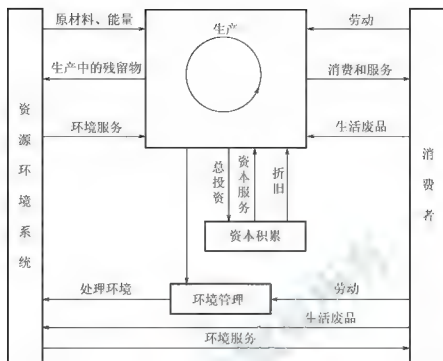 原材料、能量
生产
劳动
生产中的残留物
消费和服务
环境服务
生活废品
资源环境系统
消费者
总投资
资本服务
折旧
资本积累
处理环境
环境管理
劳动
生活废品
环境服务